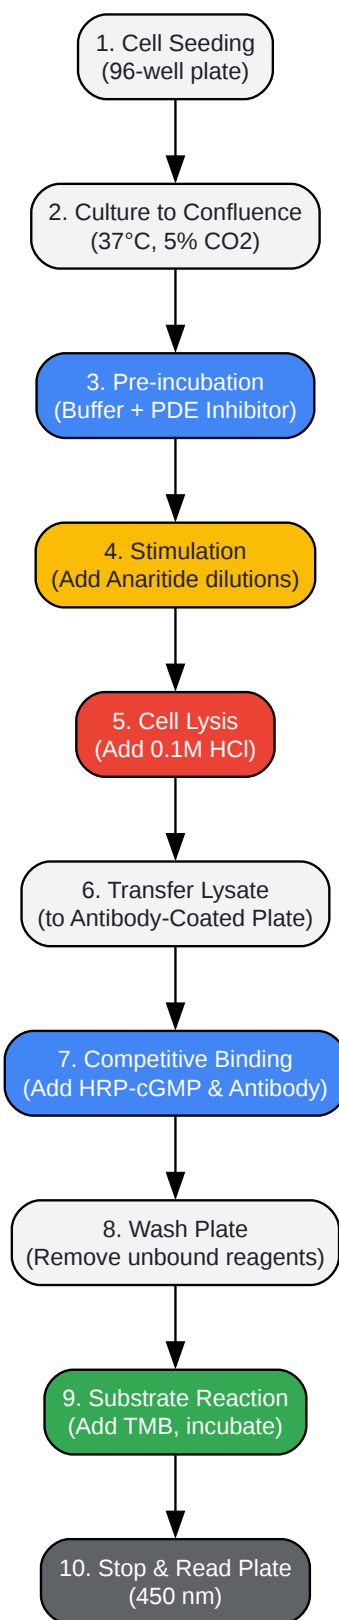 1. Cell Seeding
(96-well plate)
2. Culture to Confluence
(37°C, 5% CO2)
3. Pre-incubation
(Buffer + PDE Inhibitor)
4. Stimulation
(Add Anaritide dilutions)
5. Cell Lysis
(Add 0.1M HCl)
6. Transfer Lysate
(to Antibody-Coated Plate)
7. Competitive Binding
(Add HRP-cGMP & Antibody)
8. Wash Plate
(Remove unbound reagents)
9. Substrate Reaction
(Add TMB, incubate)
10. Stop & Read Plate
(450 nm)